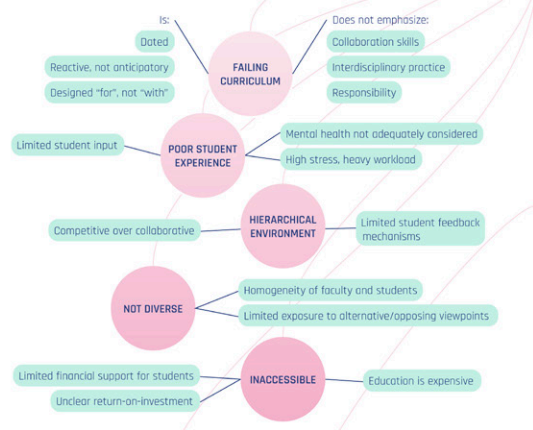 Is:
Dated
Reactive, not anticipatory
Designed “for”, not “with”
FAILING
CURRICULUM
Does not emphasize:
Collaboration skills
Interdisciplinary practice
Responsibility
Limited student input
POOR STUDENT
EXPERIENCE
Mental health not adequately considered
High stress, heavy workload
Competitive over collaborative
HIERARCHICAL
ENVIRONMENT
Limited student feedback
mechanisms
NOT DIVERSE
Homogeneity of faculty and students
Limited exposure to alternative/opposing viewpoints
Limited financial support for students
Unclear return-on-investment
INACCESSIBLE
Education is expensive